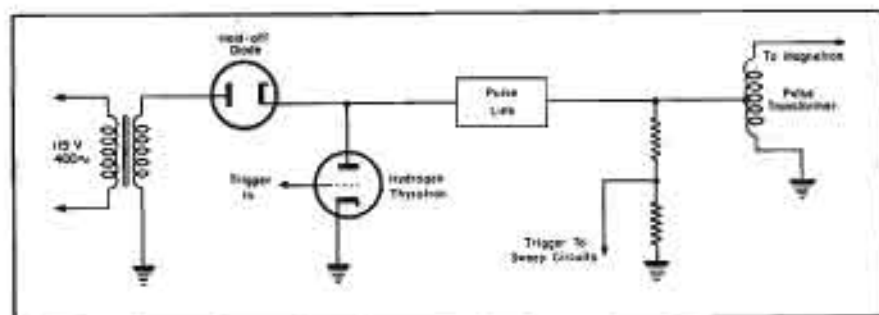 Hold-off
Diode
115 V
400~
Trigger
In
Hydrogen
Thyratron
Pulse
Line
Trigger To
Sweep Circuits
To Magnetron
Pulse
Transformer